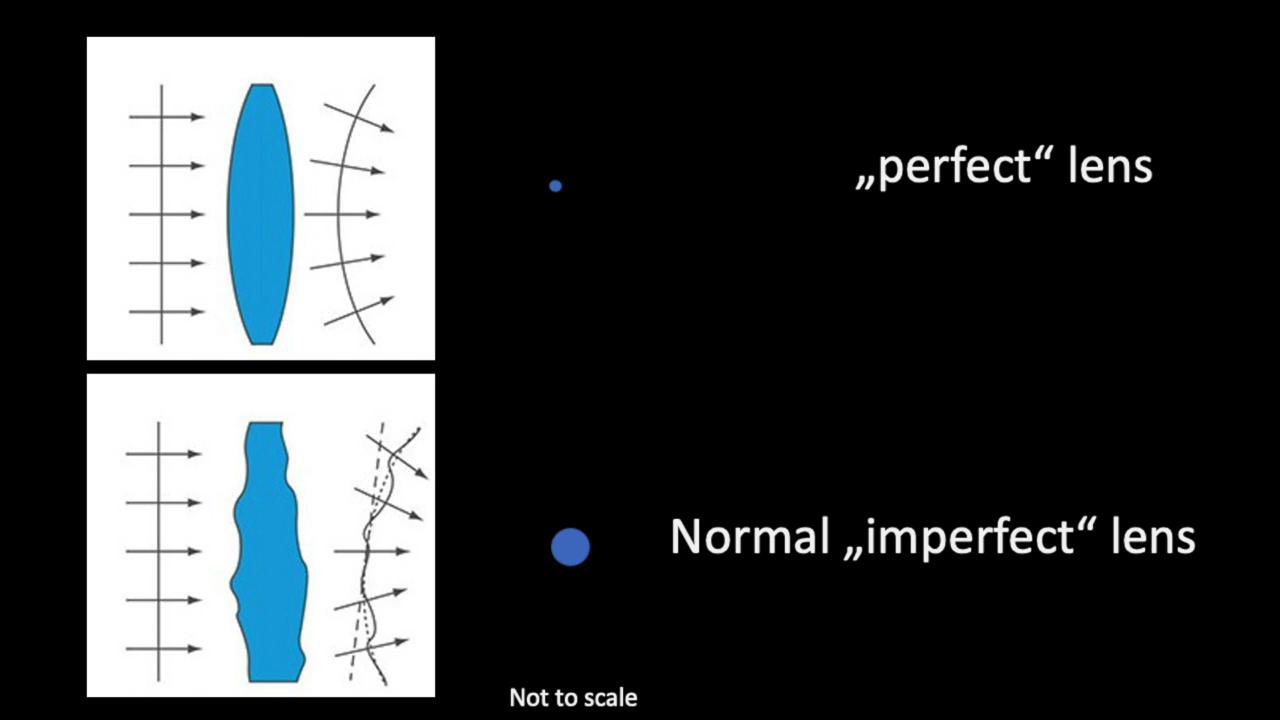 „perfect“ lens
Normal „imperfect“ lens
Not to scale